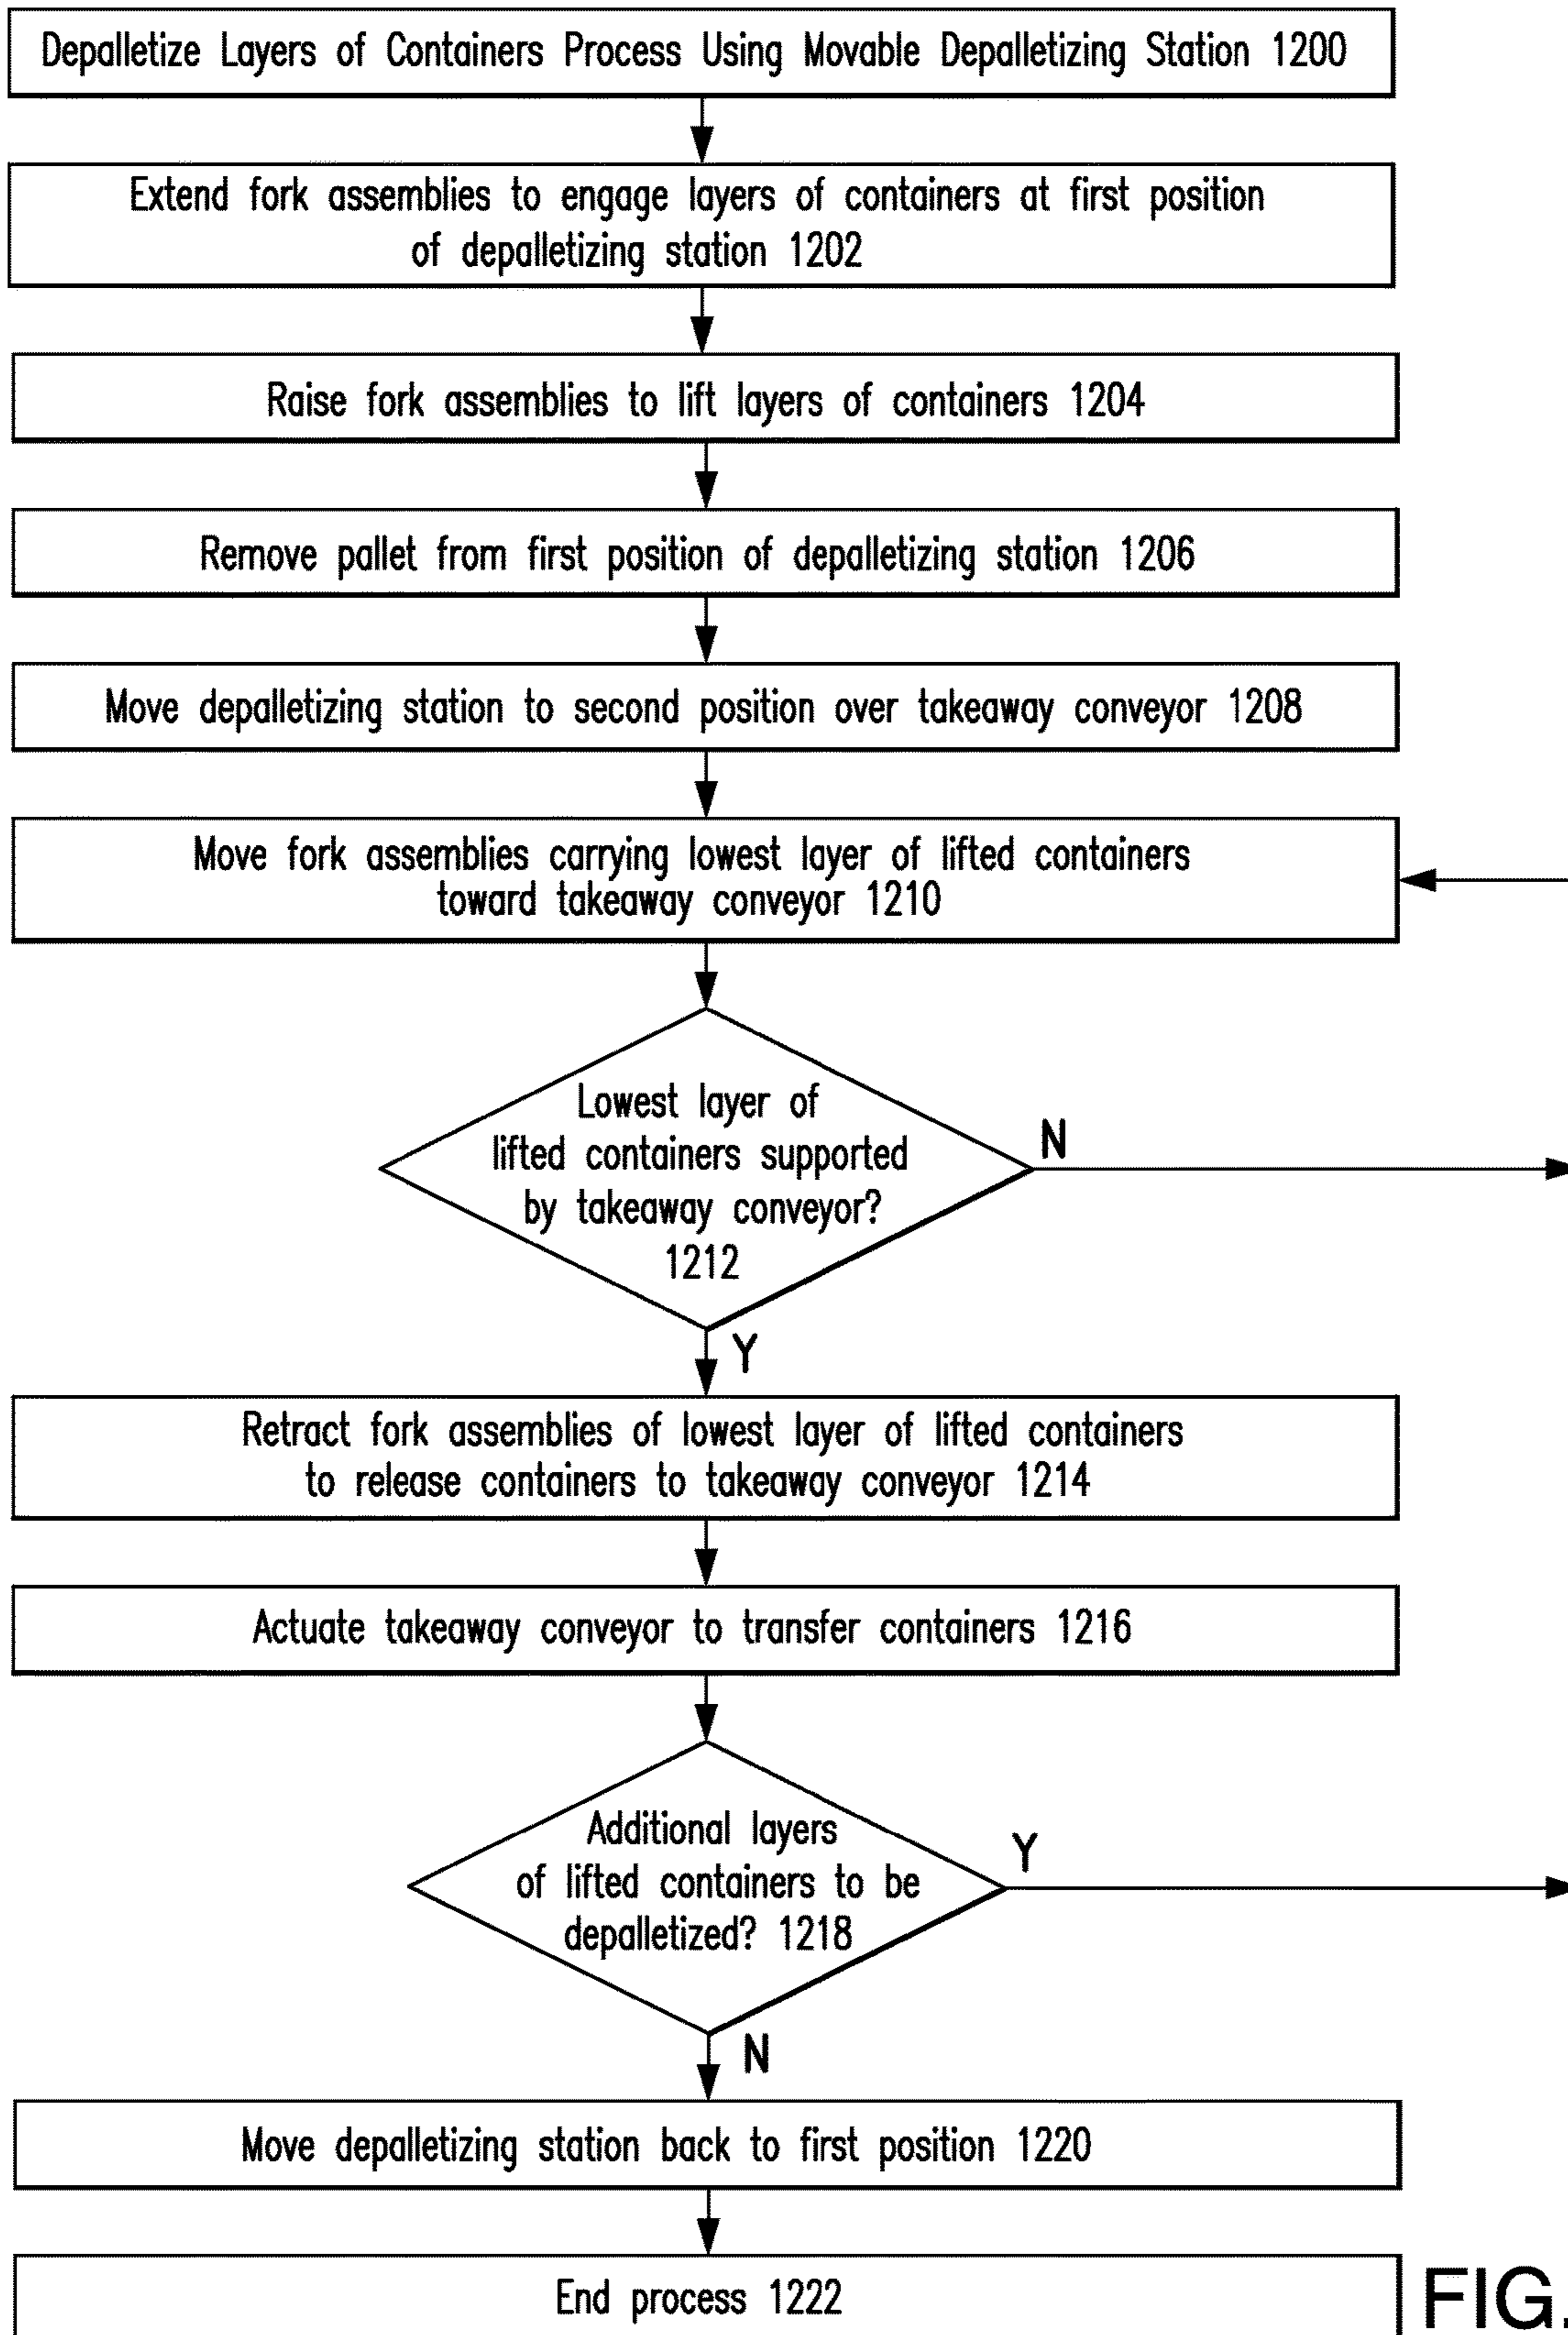 Depalletize Layers of Containers Process Using Movable Depalletizing Station 1200
Extend fork assemblies to engage layers of containers at first position
of depalletizing station 1202
Raise fork assemblies to lift layers of containers 1204
Remove pallet from first position of depalletizing station 1206
Move depalletizing station to second position over takeaway conveyor 1208
Move fork assemblies carrying lowest layer of lifted containers
toward takeaway conveyor 1210
Lowest layer of
lifted containers supported
by takeaway conveyor?
1212
N
Y
Retract fork assemblies of lowest layer of lifted containers
to release containers to takeaway conveyor 1214
Actuate takeaway conveyor to transfer containers 1216
Additional layers
of lifted containers to be
depalletized? 1218
Y
N
Move depalletizing station back to first position 1220
End process 1222
FIG.